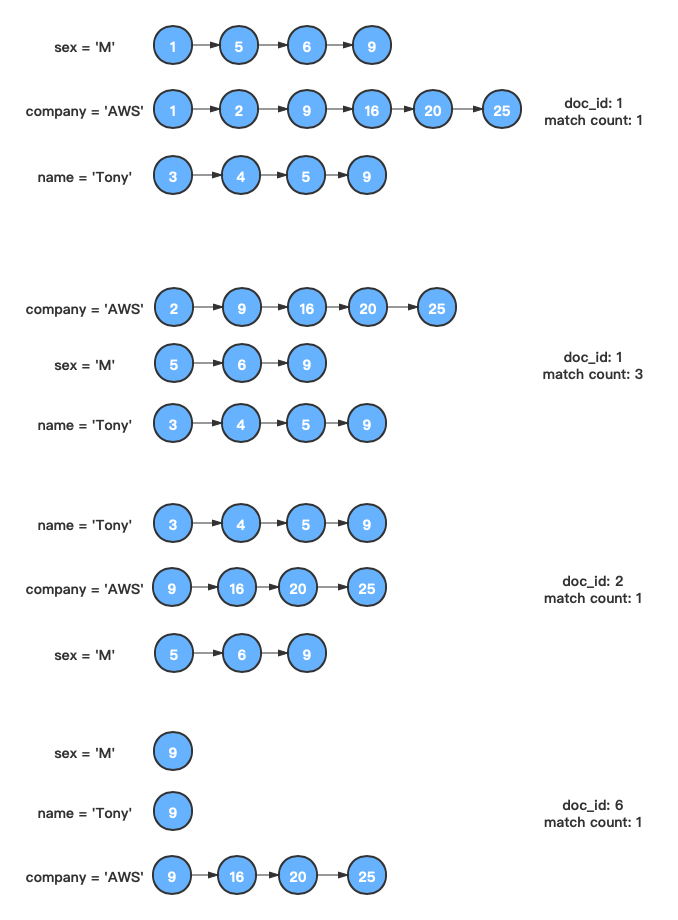 sex = 'M' 1 5 6 9
company = 'AWS' 1 2 9 16 20 25
doc_id: 1
match count: 1
name = 'Tony' 3 4 5 9
company = 'AWS' 2 9 16 20 25
sex = 'M' 5 6 9
doc_id: 1
match count: 3
name = 'Tony' 3 4 5 9
name = 'Tony' 3 4 5 9
company = 'AWS' 9 16 20 25
doc_id: 2
match count: 1
sex = 'M' 5 6 9
sex = 'M' 9
name = 'Tony' 9
doc_id: 6
match count: 1
company = 'AWS' 9 16 20 25